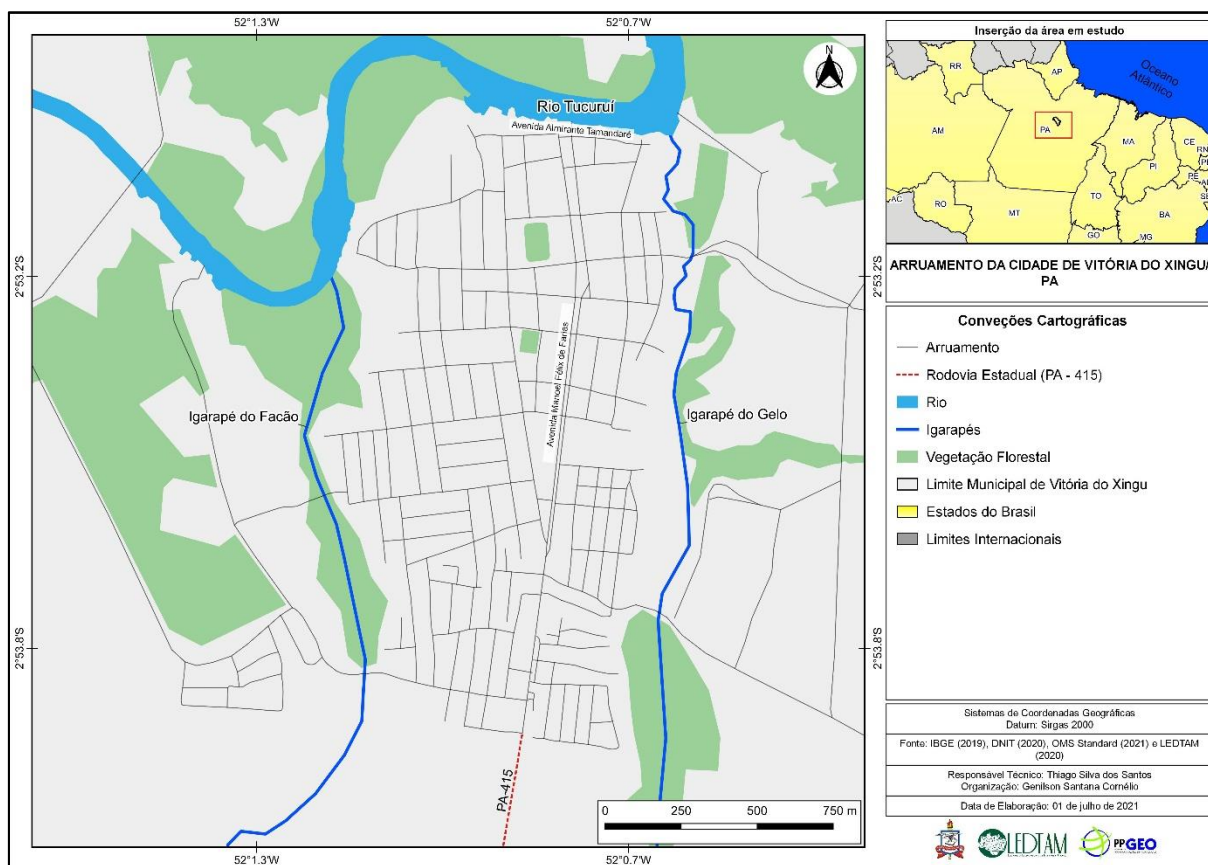 52°1.3'W
52°0.7'W
2°53.2'S
2°53.2'S
2°53.8'S
2°53.8'S
52°1.3'W
52°0.7'W
N
Rio Tucuruí
Avenida Almirante Tamandaré
Avenida Manoel Félix de Farias
Igarapé do Facão
Igarapé do Gelo
PA-415
0 250 500 750 m
Inserção da área em estudo
Oceano
Atlântico
RR
AP
AM
PA
MA
CE
RN
PI
PE
AC
RO
MT
TO
BA
GO
MG
ARRUAMENTO DA CIDADE DE VITÓRIA DO XINGU/
PA
Conveções Cartográficas
Arruamento
Rodovia Estadual (PA - 415)
Rio
Igarapés
Vegetação Florestal
Limite Municipal de Vitória do Xingu
Estados do Brasil
Limites Internacionais
Sistemas de Coordenadas Geográficas
Datum: Sirgas 2000
Fonte: IBGE (2019), DNIT (2020), OMS Standard (2021) e LEDTAM
(2020)
Responsável Técnico: Thiago Silva dos Santos
Organização: Genilson Santana Cornélio
Data de Elaboração: 01 de julho de 2021
LEDTAM
PPGEO